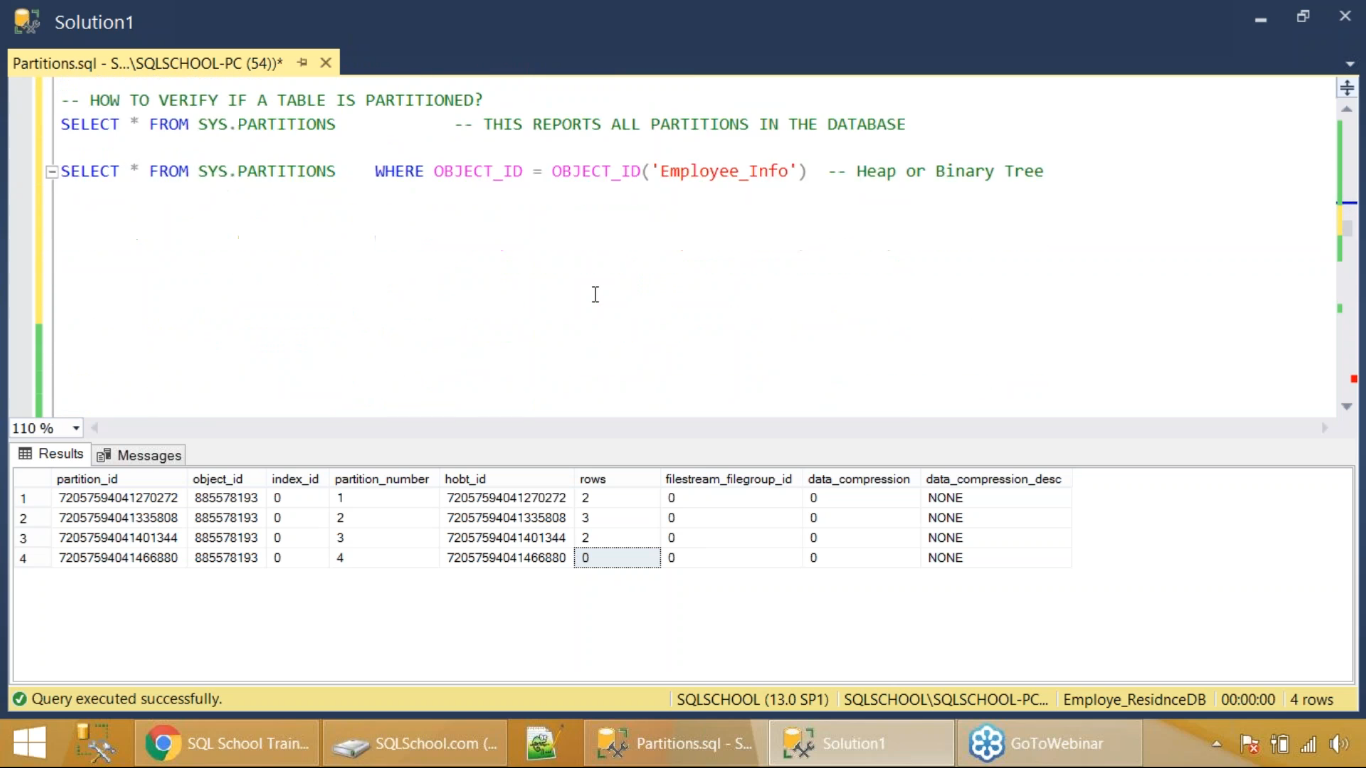 Solution1
Partitions.sql - S...\SQLSCHOOL-PC (54))*
-- HOW TO VERIFY IF A TABLE IS PARTITIONED?
SELECT * FROM SYS.PARTITIONS -- THIS REPORTS ALL PARTITIONS IN THE DATABASE
SELECT * FROM SYS.PARTITIONS WHERE OBJECT_ID = OBJECT_ID('Employee_Info') -- Heap or Binary Tree
110 %
Results Messages
partition_id object_id index_id partition_number hobt_id rows filestream_filegroup_id data_compression data_compression_desc
1 72057594041270272 885578193 0 1 72057594041270272 2 0 0 NONE
2 72057594041335808 885578193 0 2 72057594041335808 3 0 0 NONE
3 72057594041401344 885578193 0 3 72057594041401344 2 0 0 NONE
4 72057594041466880 885578193 0 4 72057594041466880 0 0 0 NONE
Query executed successfully. SQLSCHOOL (13.0 SP1) SQLSCHOOL\SQLSCHOOL-PC... Employe_ResidnceDB 00:00:00 4 rows
SQL School Train... SQLSchool.com (... Partitions.sql - S... Solution1 GoToWebinar